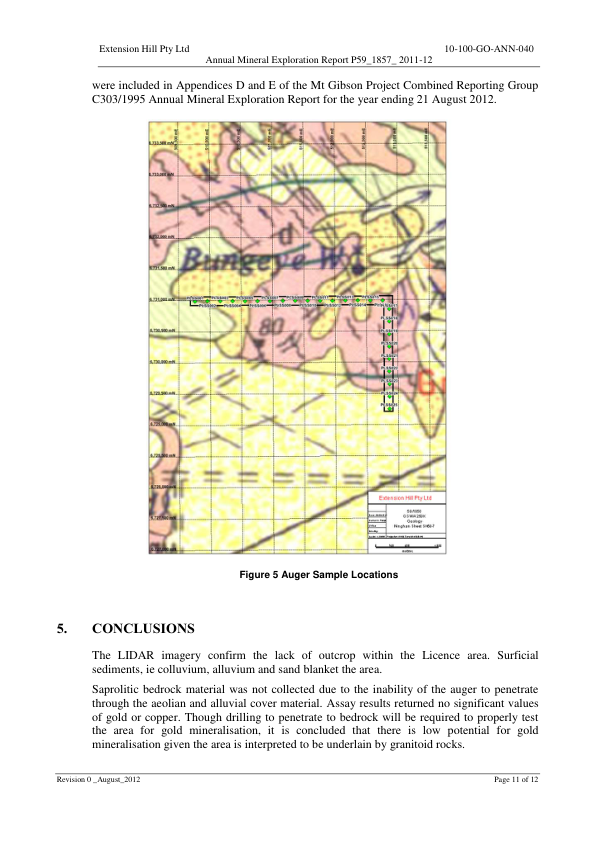 Extension Hill Pty Ltd 10-100-GO-ANN-040
Annual Mineral Exploration Report P59_1857_ 2011-12
were included in Appendices D and E of the Mt Gibson Project Combined Reporting Group
C303/1995 Annual Mineral Exploration Report for the year ending 21 August 2012.
d
Bungeye W
80
G
Extension Hill Pty Ltd
Geology
Figure 5 Auger Sample Locations
5. CONCLUSIONS
The LIDAR imagery confirm the lack of outcrop within the Licence area. Surficial
sediments, ie colluvium, alluvium and sand blanket the area.
Saprolitic bedrock material was not collected due to the inability of the auger to penetrate
through the aeolian and alluvial cover material. Assay results returned no significant values
of gold or copper. Though drilling to penetrate to bedrock will be required to properly test
the area for gold mineralisation, it is concluded that there is low potential for gold
mineralisation given the area is interpreted to be underlain by granitoid rocks.
Revision 0 _August_2012 Page 11 of 12